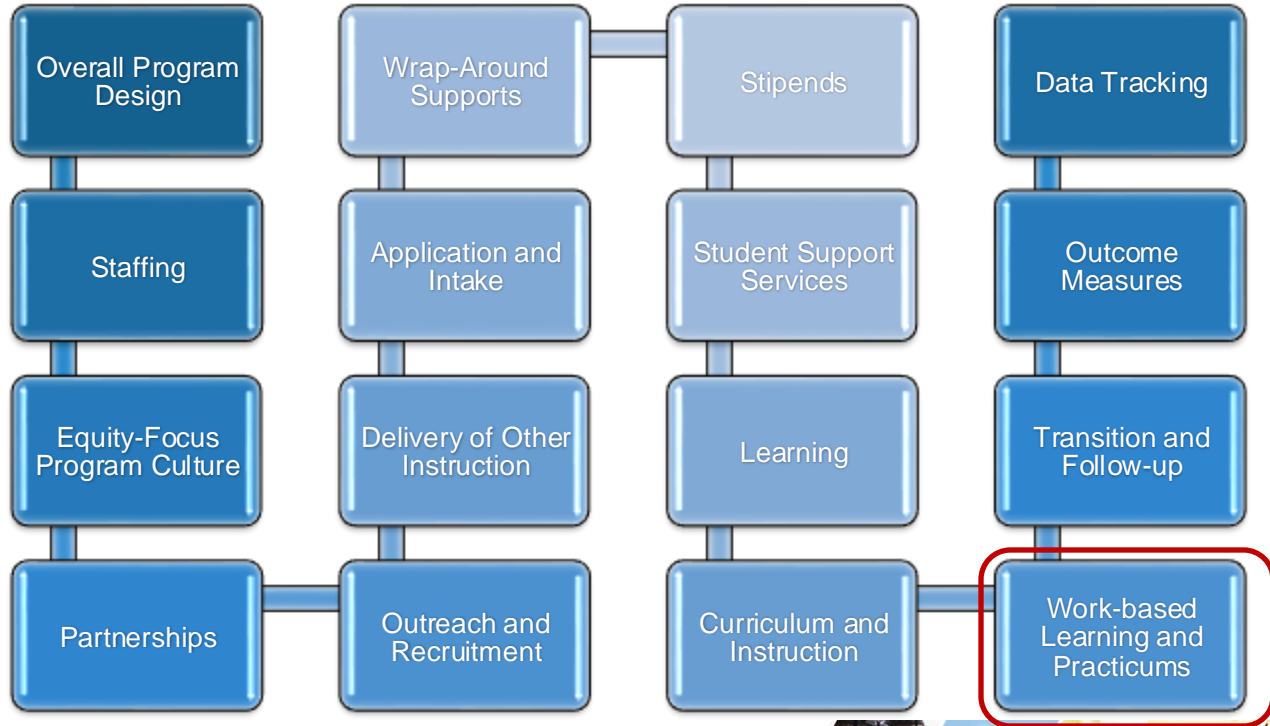 Overall Program
Design
Staffing
Equity-Focus
Program Culture
Partnerships
Outreach and
Recruitment
Delivery of Other
Instruction
Application and
Intake
Wrap-Around
Supports
Stipends
Student Support
Services
Learning
Curriculum and
Instruction
Work-based
Learning and
Practicums
Transition and
Follow-up
Outcome
Measures
Data Tracking